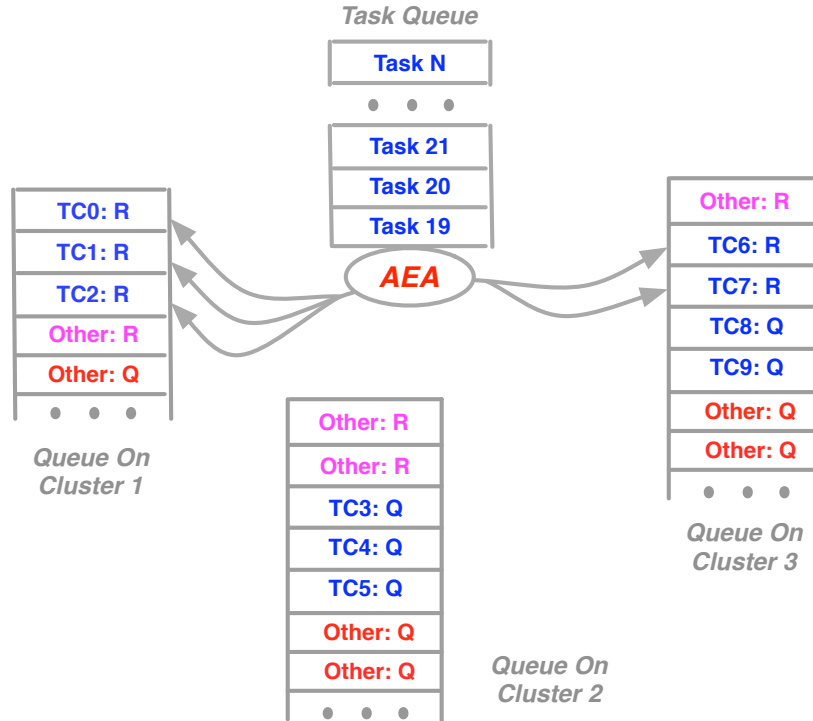 Task Queue
Task N
• • •
Task 21
Task 20
Task 19
AEA
TC0: R
TC1: R
TC2: R
Other: R
Other: Q
• • •
Queue On
Cluster 1
Other: R
Other: R
TC3: Q
TC4: Q
TC5: Q
Other: Q
Other: Q
• • •
Queue On
Cluster 2
Other: R
TC6: R
TC7: R
TC8: Q
TC9: Q
Other: Q
Other: Q
• • •
Queue On
Cluster 3